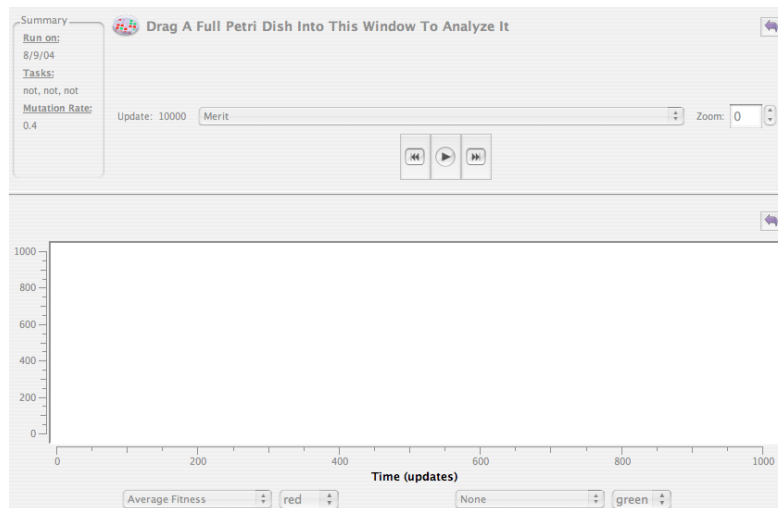 Summary
Run on:
8/9/04
Tasks:
not, not, not
Mutation Rate:
0.4
Drag A Full Petri Dish Into This Window To Analyze It
Update: 10000 Merit Zoom: 0
1000
800
600
400
200
0
0 200 400 600 800 1000
Time (updates)
Average Fitness red None green